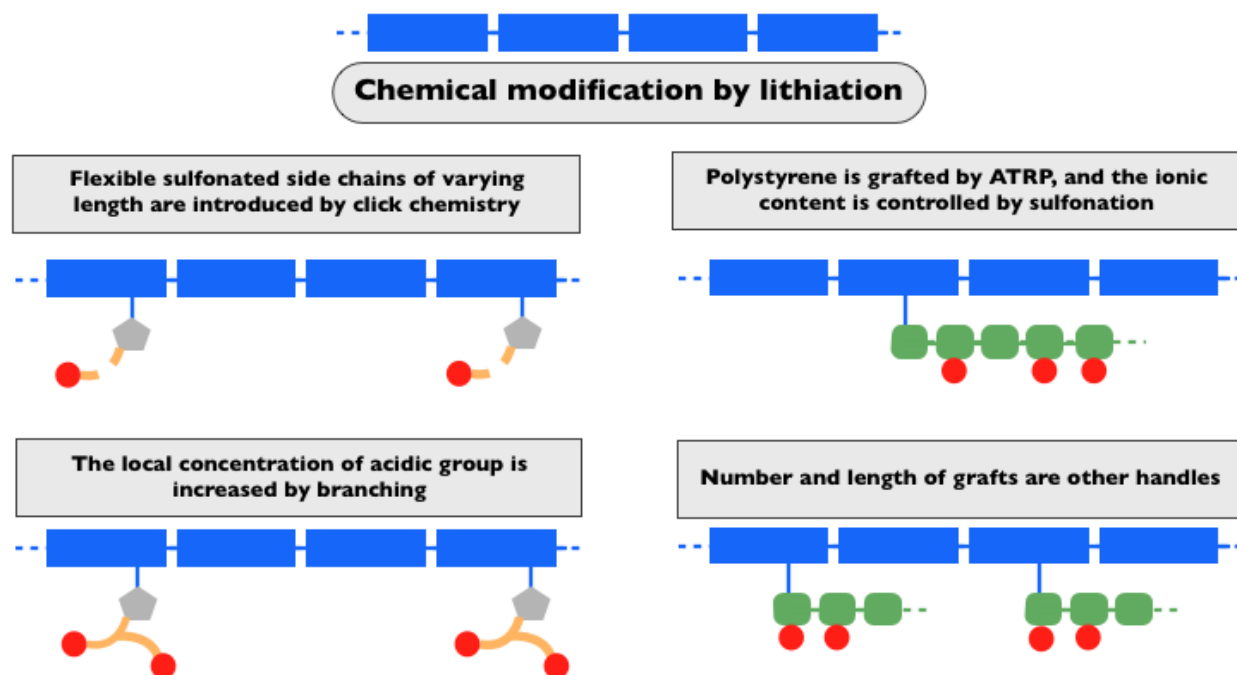 Chemical modification by lithiation
Flexible sulfonated side chains of varying
length are introduced by click chemistry
Polystyrene is grafted by ATRP, and the ionic
content is controlled by sulfonation
The local concentration of acidic group is
increased by branching
Number and length of grafts are other handles